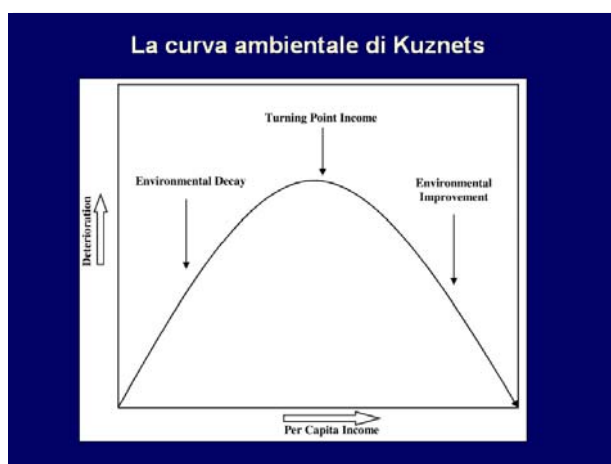 La curva ambientale di Kuznets
Turning Point Income
Environmental Decay
Environmental
Improvement
Deterioration
Per Capita Income